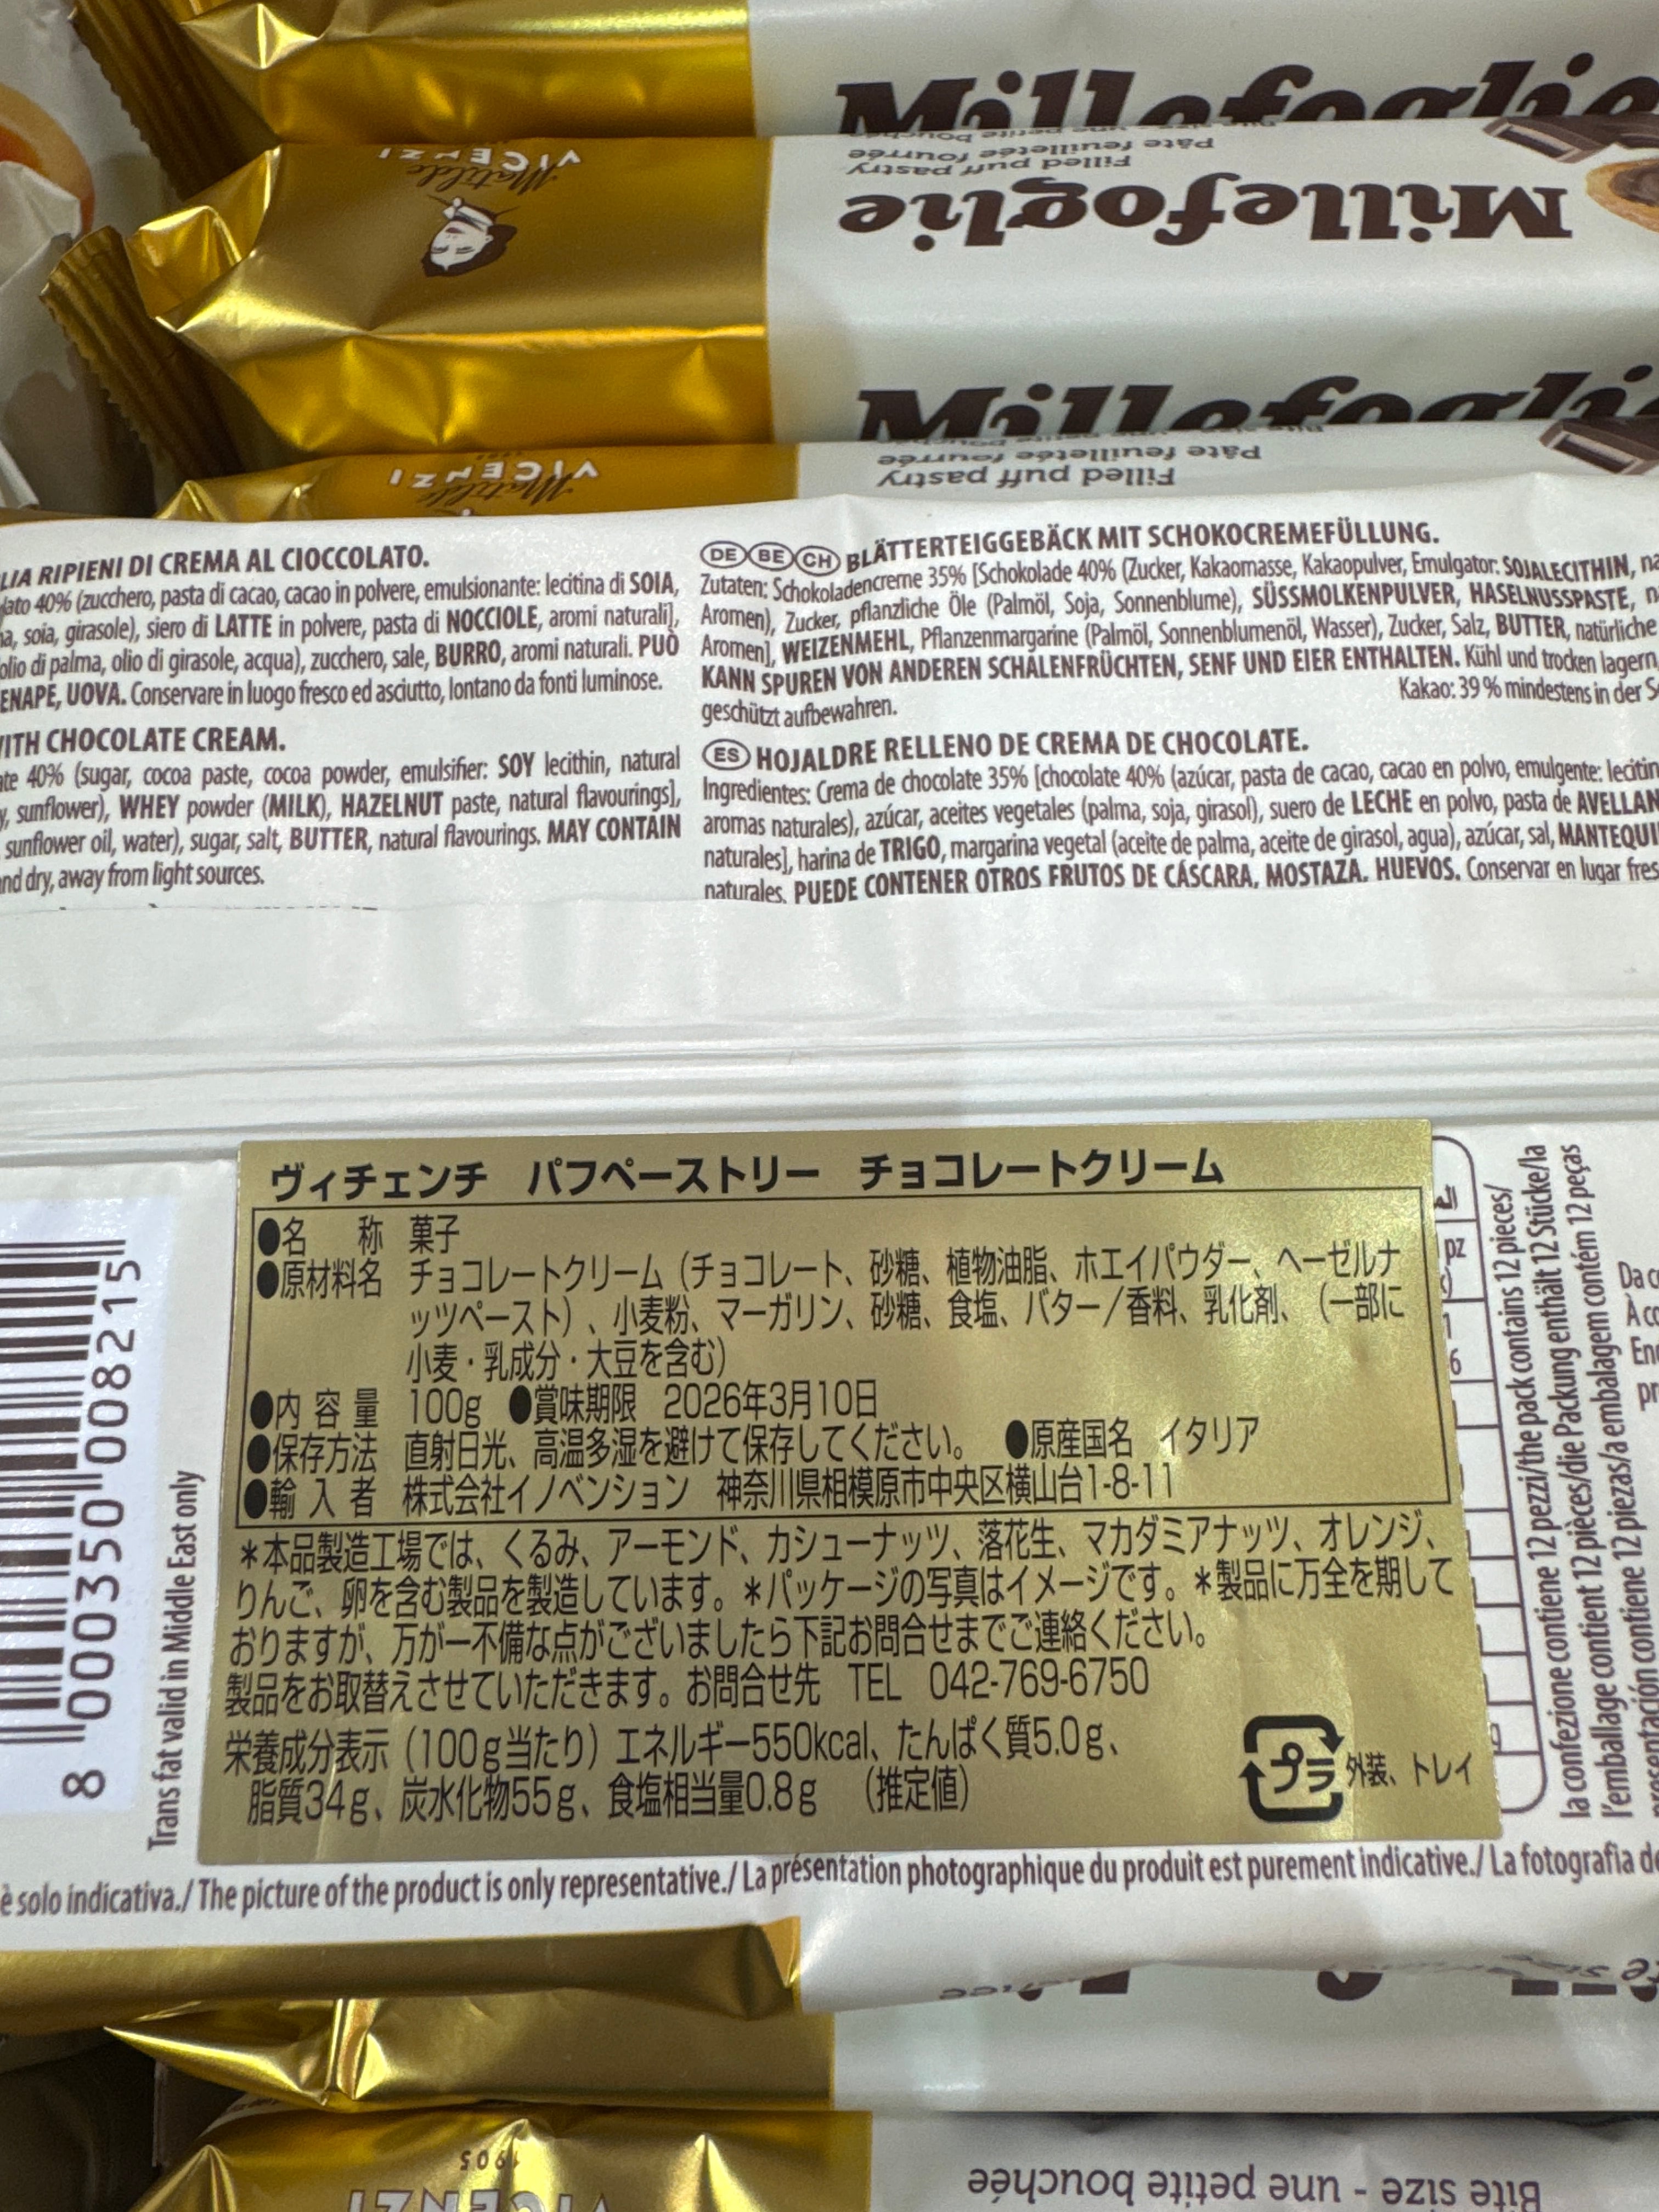 Millefoglie
Filled puff pastry
Pâte feuilletée fourrée
Matilde
VICENZI
Millefoglie
Filled puff pastry
Pâte feuilletée fourrée
Matilde
VICENZI
LIA RIPIENI DI CREMA AL CIOCCOLATO.
lato 40% (zucchero, pasta di cacao, cacao in polvere, emulsionante: lecitina di SOIA,
soia, girasole), siero di LATTE in polvere, pasta di NOCCIOLE, aromi naturali],
olio di palma, olio di girasole, acqua), zucchero, sale, BURRO, aromi naturali. PUÒ
ENAPE, UOVA. Conservare in luogo fresco ed asciutto, lontano da fonti luminose.
ITH CHOCOLATE CREAM.
te 40% (sugar, cocoa paste, cocoa powder, emulsifier: SOY lecithin, natural
sunflower), WHEY powder (MILK), HAZELNUT paste, natural flavourings],
sunflower oil, water), sugar, salt, BUTTER, natural flavourings. MAY CONTAIN
nd dry, away from light sources.
DE BE CH BLÄTTERTEIGGEBÄCK MIT SCHOKOCREMEFÜLLUNG.
Zutaten: Schokoladencreme 35% [Schokolade 40% (Zucker, Kakaomasse, Kakaopulver, Emulgator: SOJALECITHIN, na
Aromen), Zucker, pflanzliche Öle (Palmöl, Soja, Sonnenblume), SÜSSMOLKENPULVER, HASELNUSSPASTE, n
Aromen], WEIZENMEHL, Pflanzenmargarine (Palmöl, Sonnenblumenöl, Wasser), Zucker, Salz, BUTTER, natürliche
KANN SPUREN VON ANDEREN SCHALENFRÜCHTEN, SENF UND EIER ENTHALTEN. Kühl und trocken lagern,
geschützt aufbewahren. Kakao: 39 % mindestens in der
ES HOJALDRE RELLENO DE CREMA DE CHOCOLATE.
Ingredientes: Crema de chocolate 35% [chocolate 40% (azúcar, pasta de cacao, cacao en polvo, emulgente: lecitin
aromas naturales), azúcar, aceites vegetales (palma, soja, girasol), suero de LECHE en polvo, pasta de AVELLAN
naturales], harina de TRIGO, margarina vegetal (aceite de palma, aceite de girasol, agua), azúcar, sal, MANTEQUI
naturales. PUEDE CONTENER OTROS FRUTOS DE CÁSCARA, MOSTAZA, HUEVOS. Conservar en lugar fres
8 000350 008215
Trans fat valid in Middle East only
ヴィチェンチ パフペーストリー チョコレートクリーム
●名 称 菓子
●原材料名 チョコレートクリーム（チョコレート、砂糖、植物油脂、ホエイパウダー、ヘーゼルナ
ッツペースト）、小麦粉、マーガリン、砂糖、食塩、バター/香料、乳化剤、（一部に
小麦・乳成分・大豆を含む）
●内 容 量 100g ●賞味期限 2026年3月10日
●保存方法 直射日光、高温多湿を避けて保存してください。 ●原産国名 イタリア
●輸 入 者 株式会社イノベンション 神奈川県相模原市中央区横山台1-8-11
＊本品製造工場では、くるみ、アーモンド、カシューナッツ、落花生、マカダミアナッツ、オレンジ、
りんご、卵を含む製品を製造しています。＊パッケージの写真はイメージです。＊製品に万全を期して
おりますが、万が一不備な点がございましたら下記お問合せまでご連絡ください。
製品をお取替えさせていただきます。お問合せ先 TEL 042-769-6750
栄養成分表示（100g当たり）エネルギー550kcal、たんぱく質5.0g、
脂質34g、炭水化物55g、食塩相当量0.8g （推定値）
プラ 外装、トレイ
pz
la confezione contiene 12 pezzi/the pack contains 12 pieces/
l'emballage contient 12 pièces/die Packung enthält 12 Stücke/la
presentación contiene 12 piezas/a embalagem contém 12 peças
è solo indicativa./ The picture of the product is only representative./ La présentation photographique du produit est purement indicative./ La fotografia de
1905
VICENZI
Bite size - une petite bouchée